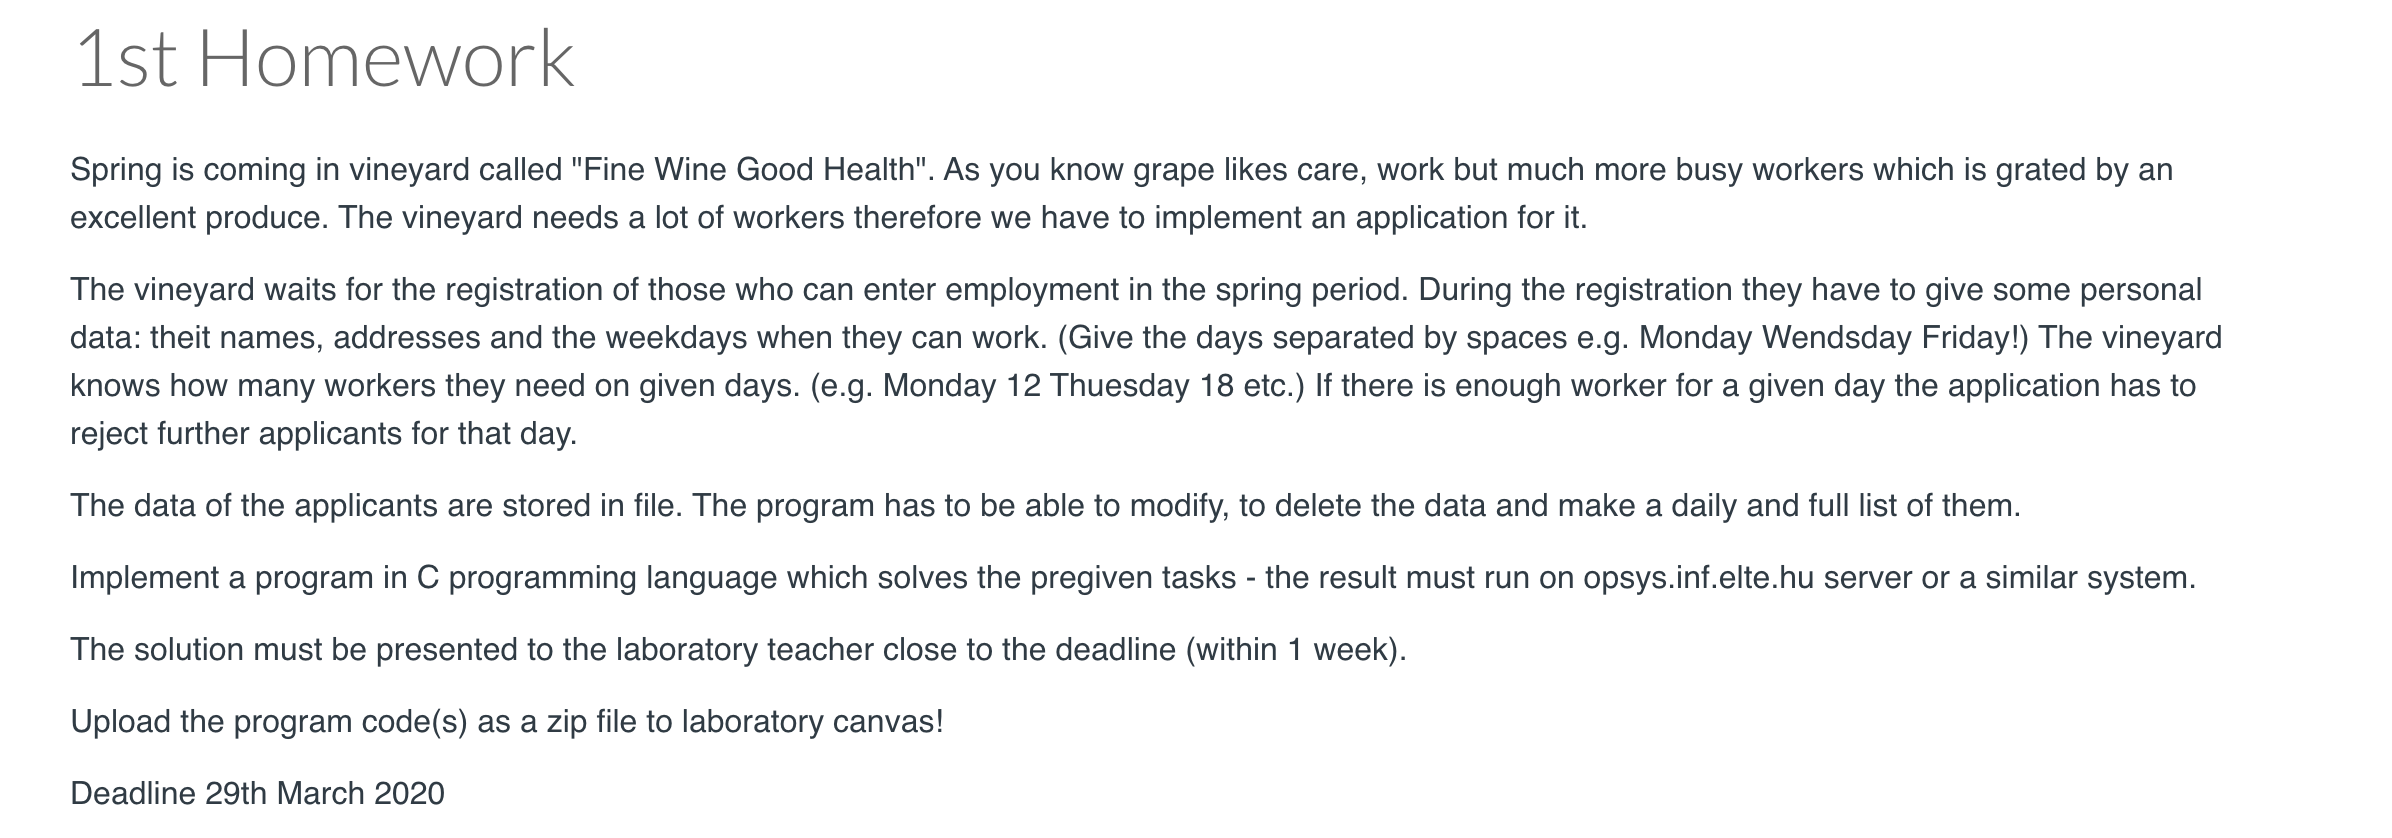 1st Homework
Spring is coming in vineyard called "Fine Wine Good Health". As you know grape likes care, work but much more busy workers which is grated by an
excellent produce. The vineyard needs a lot of workers therefore we have to implement an application for it.
The vineyard waits for the registration of those who can enter employment in the spring period. During the registration they have to give some personal
data: theit names, addresses and the weekdays when they can work. (Give the days separated by spaces e.g. Monday Wendsday Friday!) The vineyard
knows how many workers they need on given days. (e.g. Monday 12 Thuesday 18 etc.) If there is enough worker for a given day the application has to
reject further applicants for that day.
The data of the applicants are stored in file. The program has to be able to modify, to delete the data and make a daily and full list of them.
Implement a program in C programming language which solves the pregiven tasks - the result must run on opsys.inf.elte.hu server or a similar system.
The solution must be presented to the laboratory teacher close to the deadline (within 1 week).
Upload the program code(s) as a zip file to laboratory canvas!
Deadline 29th March 2020